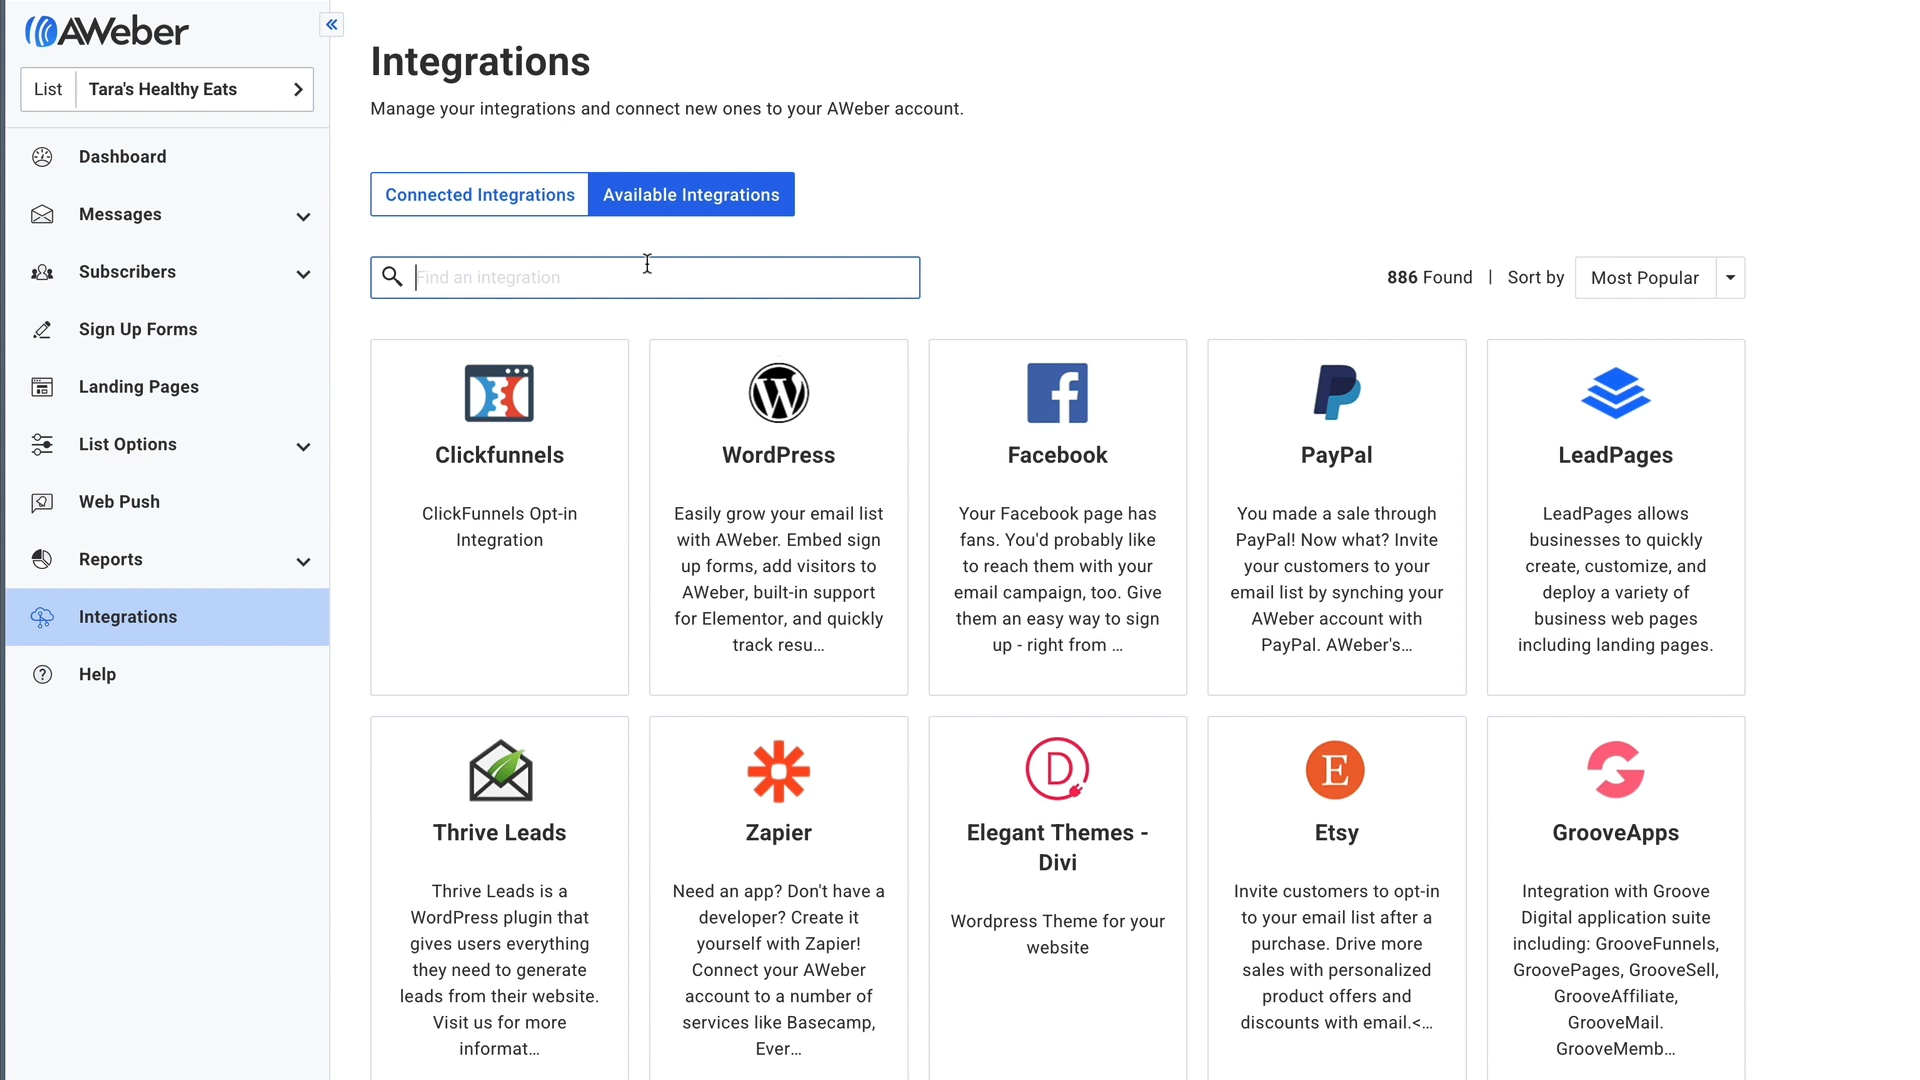 AWeber
List Tara's Healthy Eats
Dashboard
Messages
Subscribers
Sign Up Forms
Landing Pages
List Options
Web Push
Reports
Integrations
Help
Integrations
Manage your integrations and connect new ones to your AWeber account.
Connected Integrations Available Integrations
Find an integration
886 Found | Sort by Most Popular
Clickfunnels
ClickFunnels Opt-in
Integration
WordPress
Easily grow your email list
with AWeber. Embed sign
up forms, add visitors to
AWeber, built-in support
for Elementor, and quickly
track resu...
Facebook
Your Facebook page has
fans. You'd probably like
to reach them with your
email campaign, too. Give
them an easy way to sign
up - right from ...
PayPal
You made a sale through
PayPal! Now what? Invite
your customers to your
email list by synching your
AWeber account with
PayPal. AWeber's...
LeadPages
LeadPages allows
businesses to quickly
create, customize, and
deploy a variety of
business web pages
including landing pages.
Thrive Leads
Thrive Leads is a
WordPress plugin that
gives users everything
they need to generate
leads from their website.
Visit us for more
informat...
Zapier
Need an app? Don't have a
developer? Create it
yourself with Zapier!
Connect your AWeber
account to a number of
services like Basecamp,
Ever...
D
Elegant Themes -
Divi
Wordpress Theme for your
website
E
Etsy
Invite customers to opt-in
to your email list after a
purchase. Drive more
sales with personalized
product offers and
discounts with email.<...
GrooveApps
Integration with Groove
Digital application suite
including: GrooveFunnels,
GroovePages, GrooveSell,
GrooveAffiliate,
GrooveMail.
GrooveMemb...